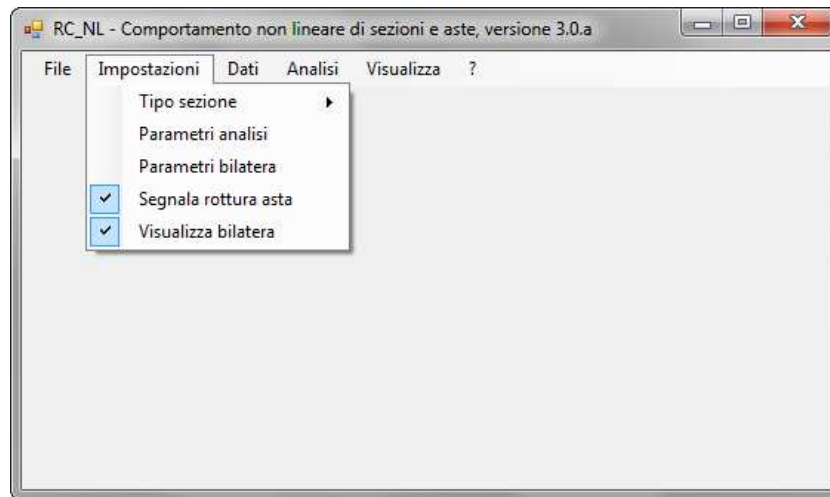 RC_NL - Comportamento non lineare di sezioni e aste, versione 3.0.a
File Impostazioni Dati Analisi Visualizza ?
Tipo sezione
Parametri analisi
Parametri bilatera
Segnala rottura asta
Visualizza bilatera